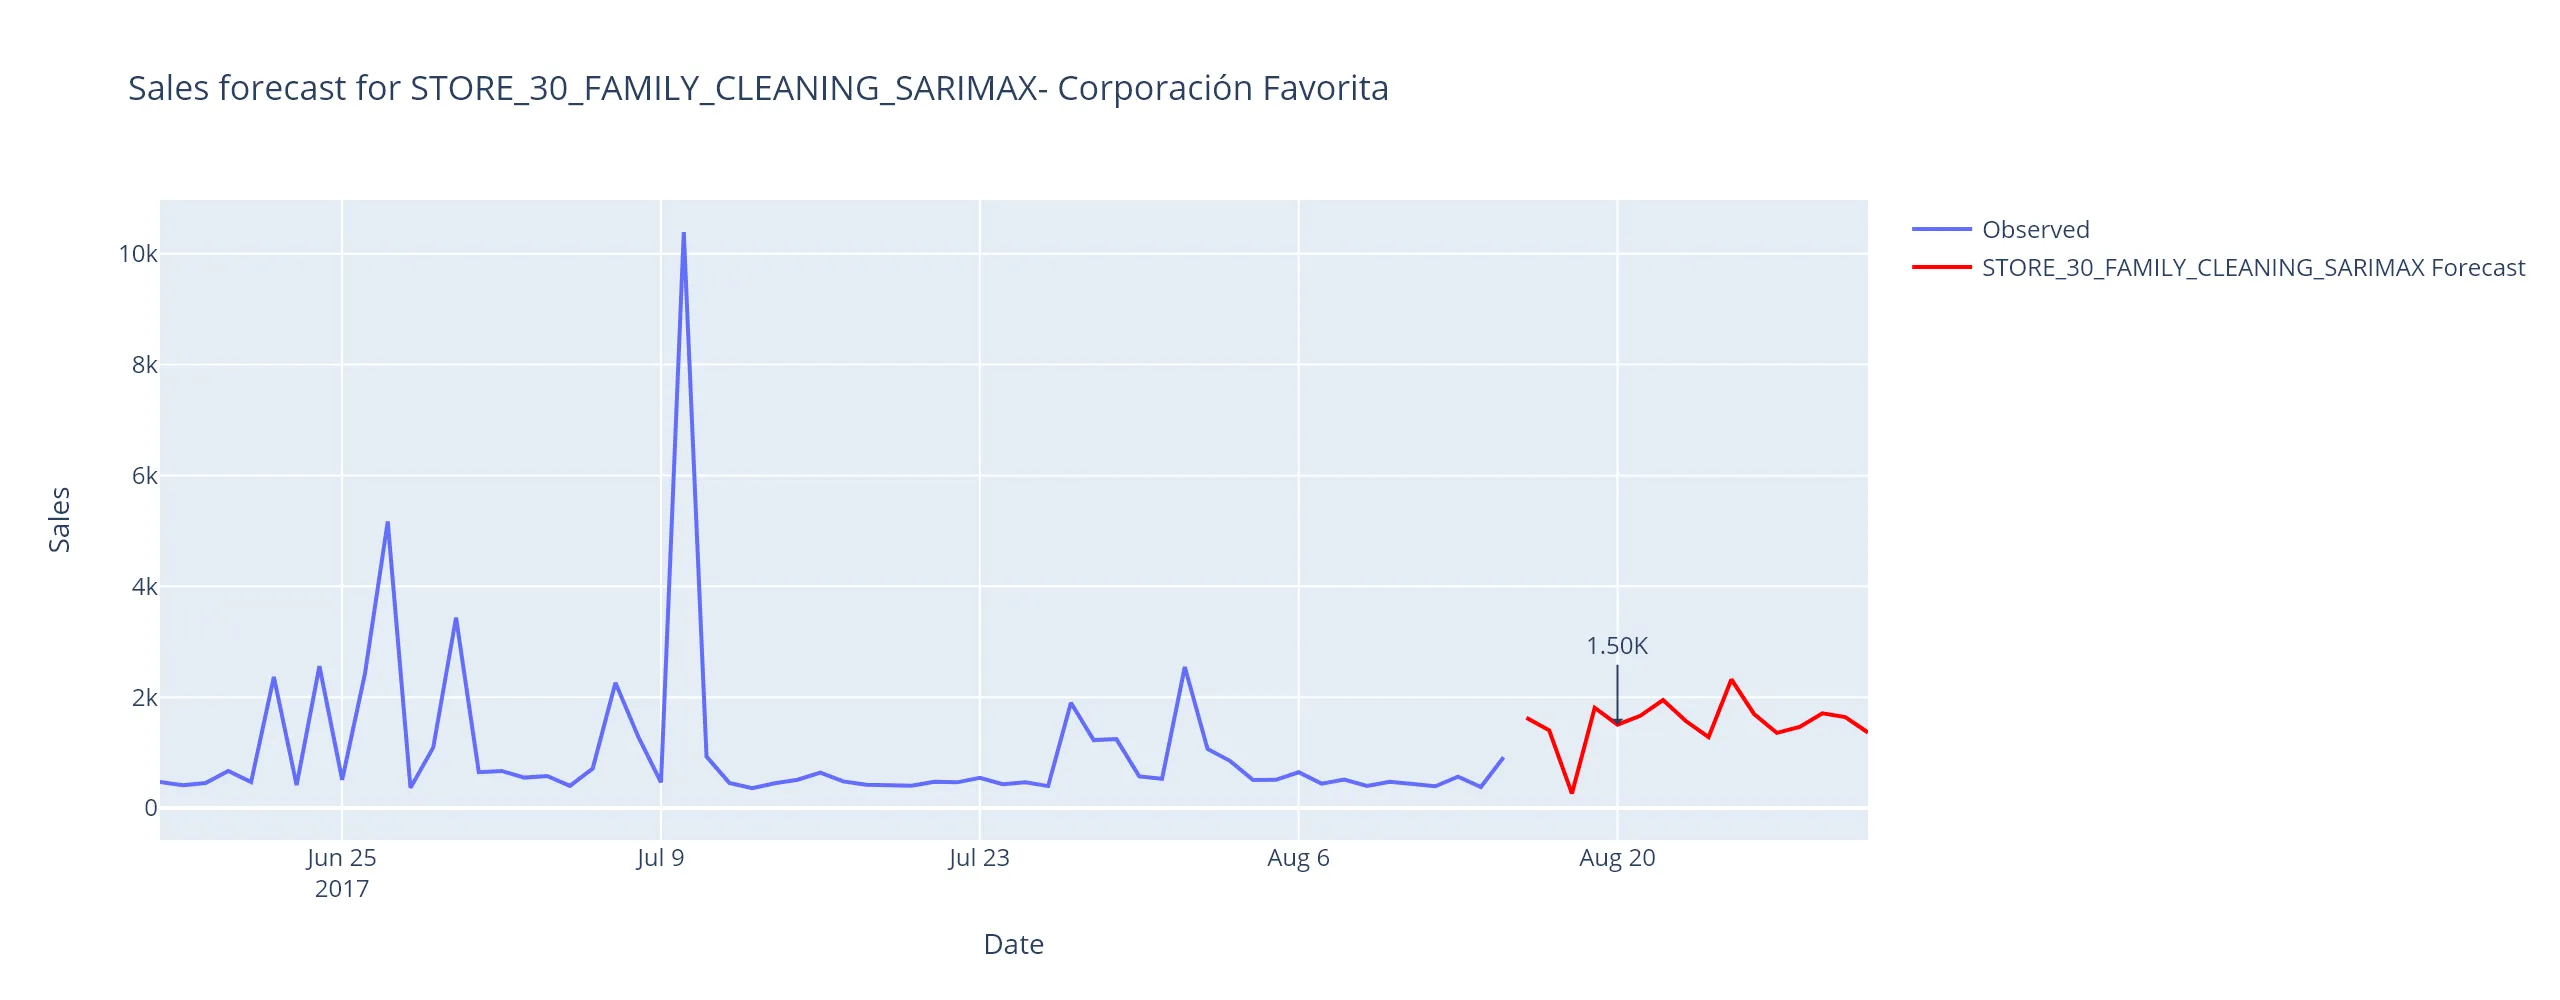 Sales forecast for STORE_30_FAMILY_CLEANING_SARIMAX- Corporación Favorita
Observed
STORE_30_FAMILY_CLEANING_SARIMAX Forecast
10k
8k
6k
4k
2k
0
Sales
1.50K
Jun 25
2017
Jul 9
Jul 23
Aug 6
Aug 20
Date